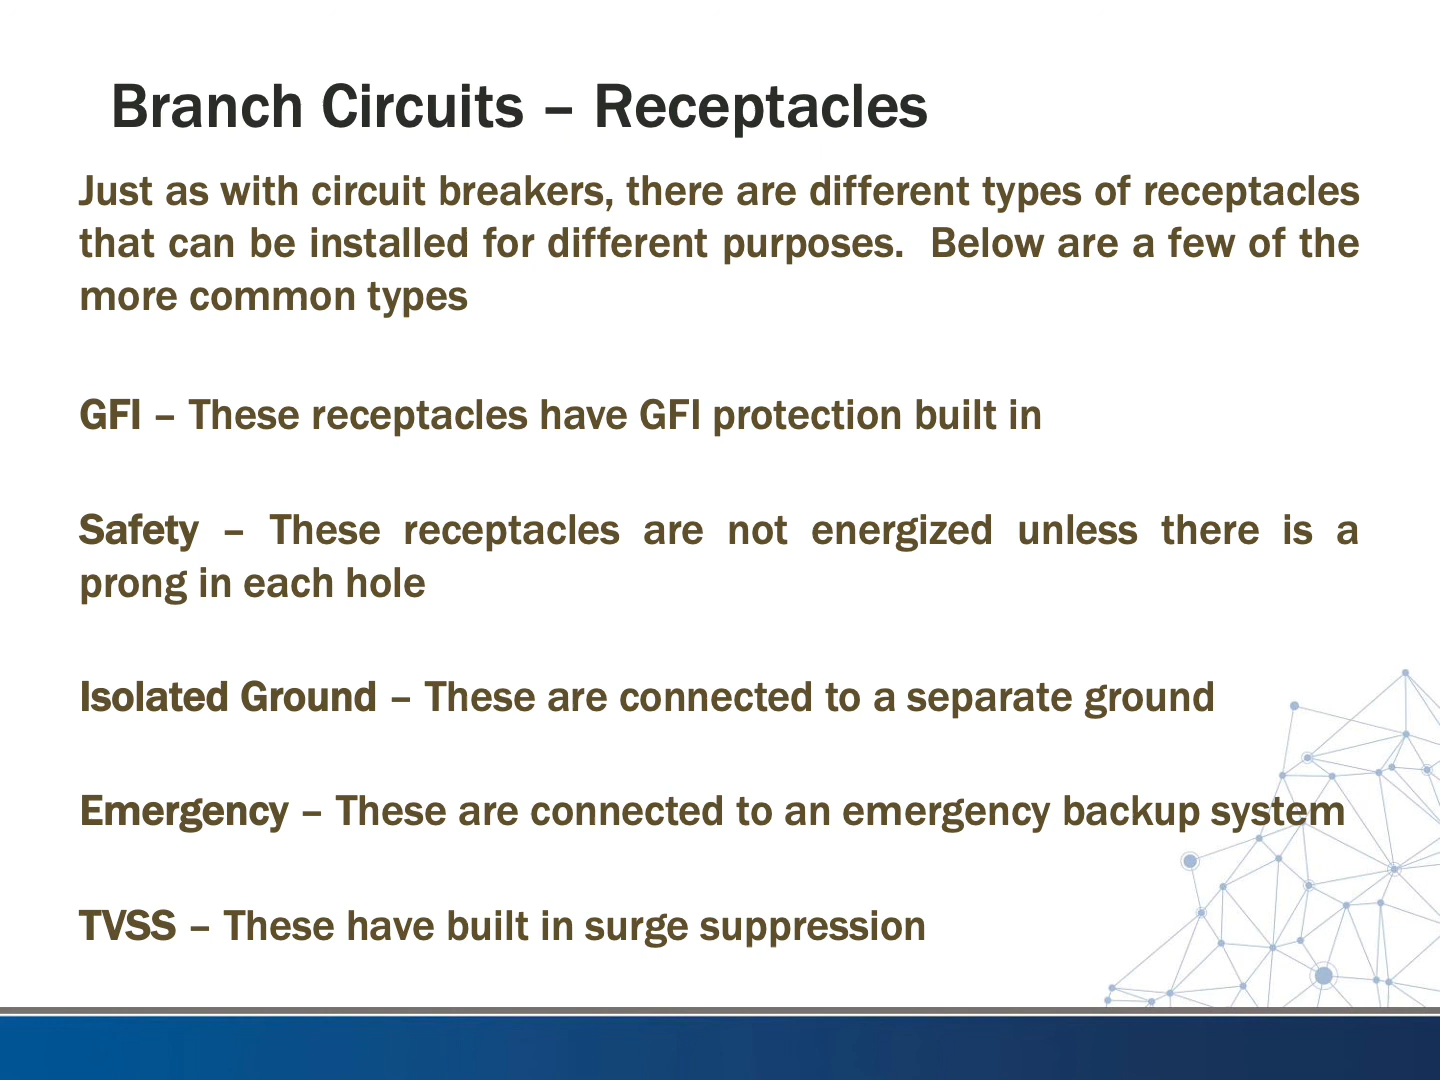 Branch Circuits – Receptacles
Just as with circuit breakers, there are different types of receptacles
that can be installed for different purposes.  Below are a few of the
more common types
GFI – These receptacles have GFI protection built in
Safety – These receptacles are not energized unless there is a
prong in each hole
Isolated Ground – These are connected to a separate ground
Emergency – These are connected to an emergency backup system
TVSS – These have built in surge suppression